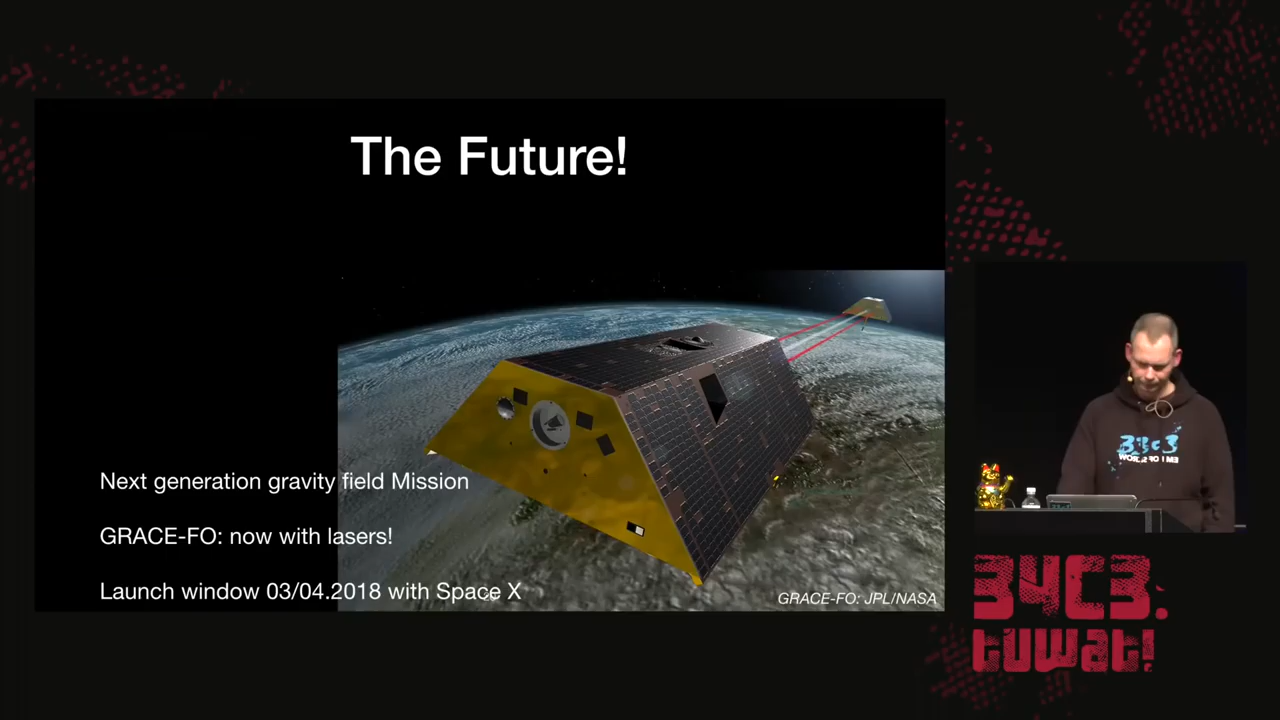 The Future!
Next generation gravity field Mission
GRACE-FO: now with lasers!
Launch window 03/04.2018 with Space X
GRACE-FO: JPL/NASA
33c3
34C3.
tuwat!